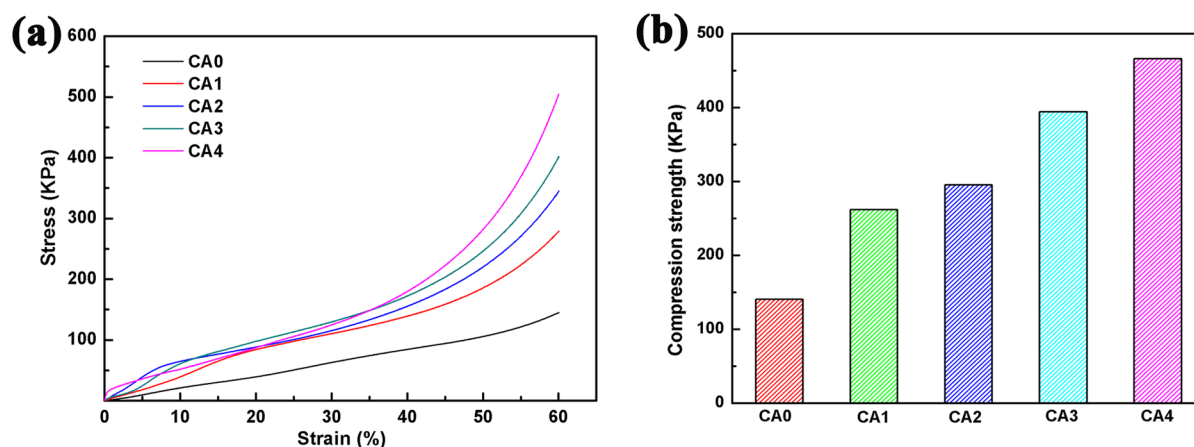 (a)
600
500
400
300
200
100
0
Stress (KPa)
CA0
CA1
CA2
CA3
CA4
0 10 20 30 40 50 60
Strain (%)
(b)
500
400
300
200
100
0
Compression strength (KPa)
CA0 CA1 CA2 CA3 CA4